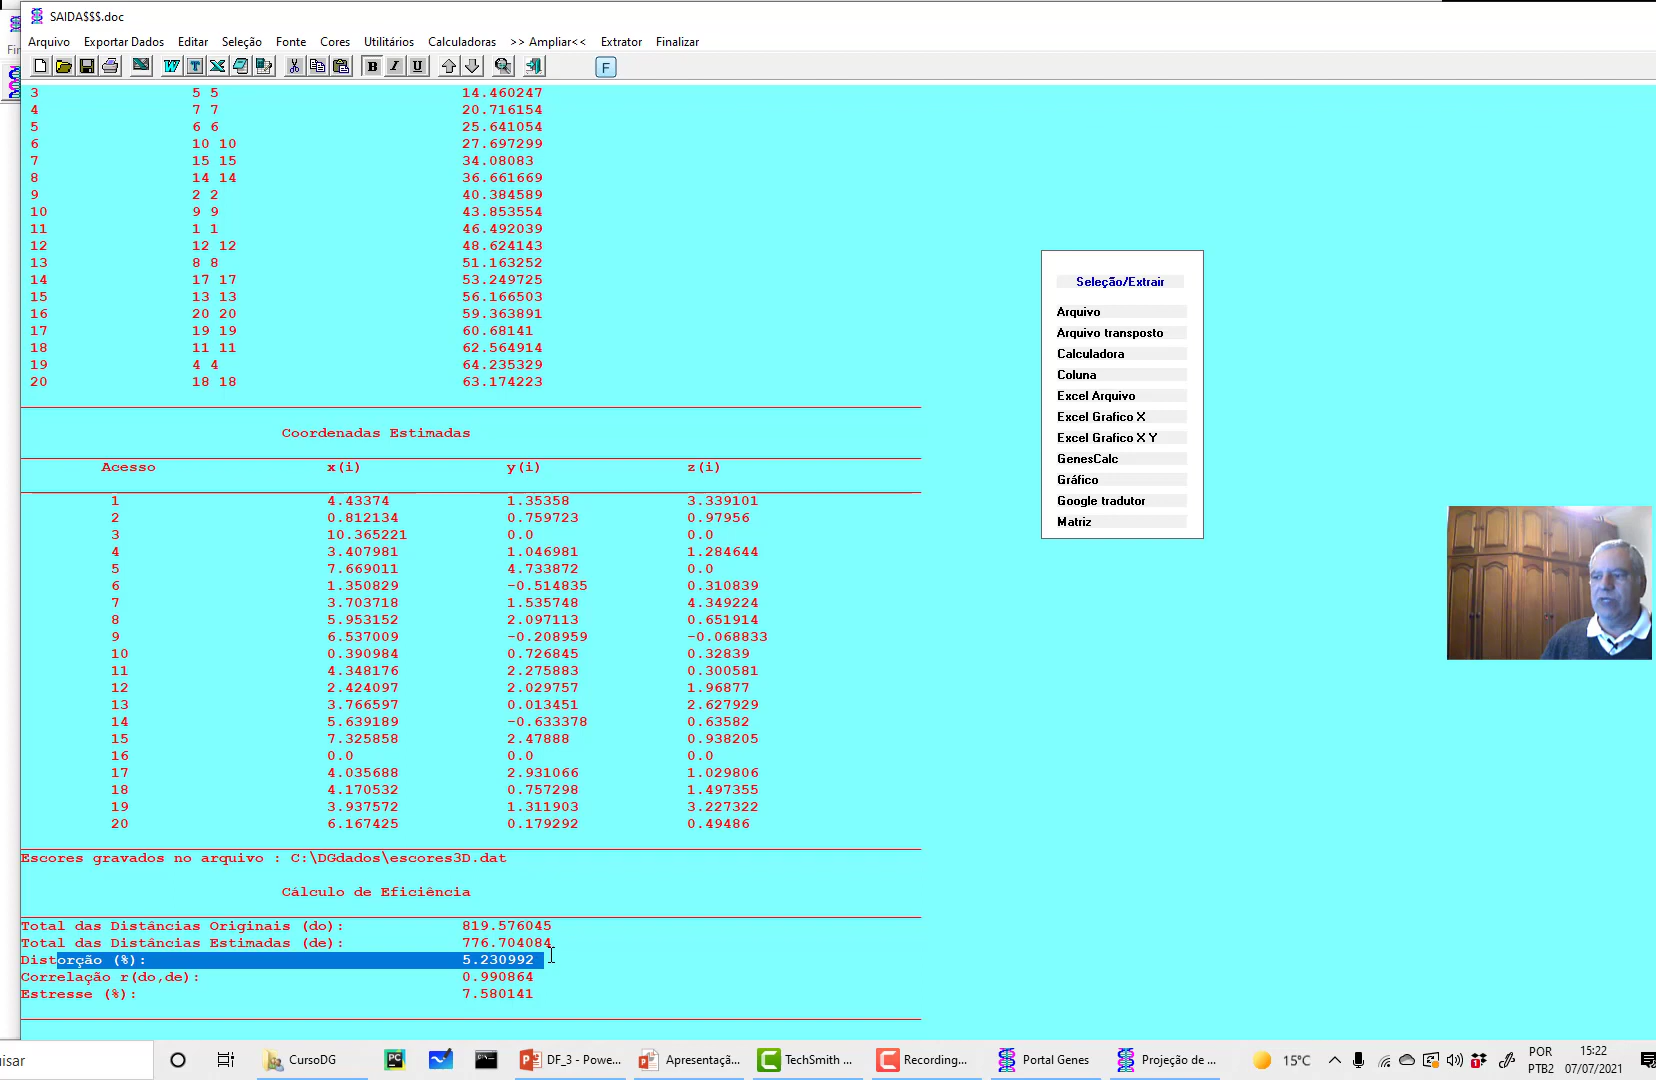 SAIDA$$$.doc
Arquivo Exportar Dados Editar Seleção Fonte Cores Utilitários Calculadoras >> Ampliar<< Extrator Finalizar
B I U F
3 5 5 14.460247
4 7 7 20.716154
5 6 6 25.641054
6 10 10 27.697299
7 15 15 34.08083
8 14 14 36.661669
9 2 2 40.384589
10 9 9 43.853554
11 1 1 46.492039
12 12 12 48.624143
13 8 8 51.163252
14 17 17 53.249725
15 13 13 56.166503
16 20 20 59.363891
17 19 19 60.68141
18 11 11 62.564914
19 4 4 64.235329
20 18 18 63.174223
Coordenadas Estimadas
Acesso x(i) y(i) z(i)
1 4.43374 1.35358 3.339101
2 0.812134 0.759723 0.97956
3 10.365221 0.0 0.0
4 3.407981 1.046981 1.284644
5 7.669011 4.733872 0.0
6 1.350829 -0.514835 0.310839
7 3.703718 1.535748 4.349224
8 5.953152 2.097113 0.651914
9 6.537009 -0.208959 -0.068833
10 0.390984 0.726845 0.32839
11 4.348176 2.275883 0.300581
12 2.424097 2.029757 1.96877
13 3.766597 0.013451 2.627929
14 5.639189 -0.633378 0.63582
15 7.325858 2.47888 0.938205
16 0.0 0.0 0.0
17 4.035688 2.931066 1.029806
18 4.170532 0.757298 1.497355
19 3.937572 1.311903 3.227322
20 6.167425 0.179292 0.49486
Escores gravados no arquivo : C:\DGdados\escores3D.dat
Cálculo de Eficiência
Total das Distâncias Originais (do): 819.576045
Total das Distâncias Estimadas (de): 776.704084
Distorção (%): 5.230992
Correlação r(do,de): 0.990864
Estresse (%): 7.580141
Seleção/Extrair
Arquivo
Arquivo transposto
Calculadora
Coluna
Excel Arquivo
Excel Grafico X
Excel Grafico X Y
GenesCalc
Gráfico
Google tradutor
Matriz
uisar CursoDG PC DF_3 - Powe... Apresentaçã... TechSmith ... Recording... Portal Genes Projeção de ... 15°C POR 15:22
PTB2 07/07/2021